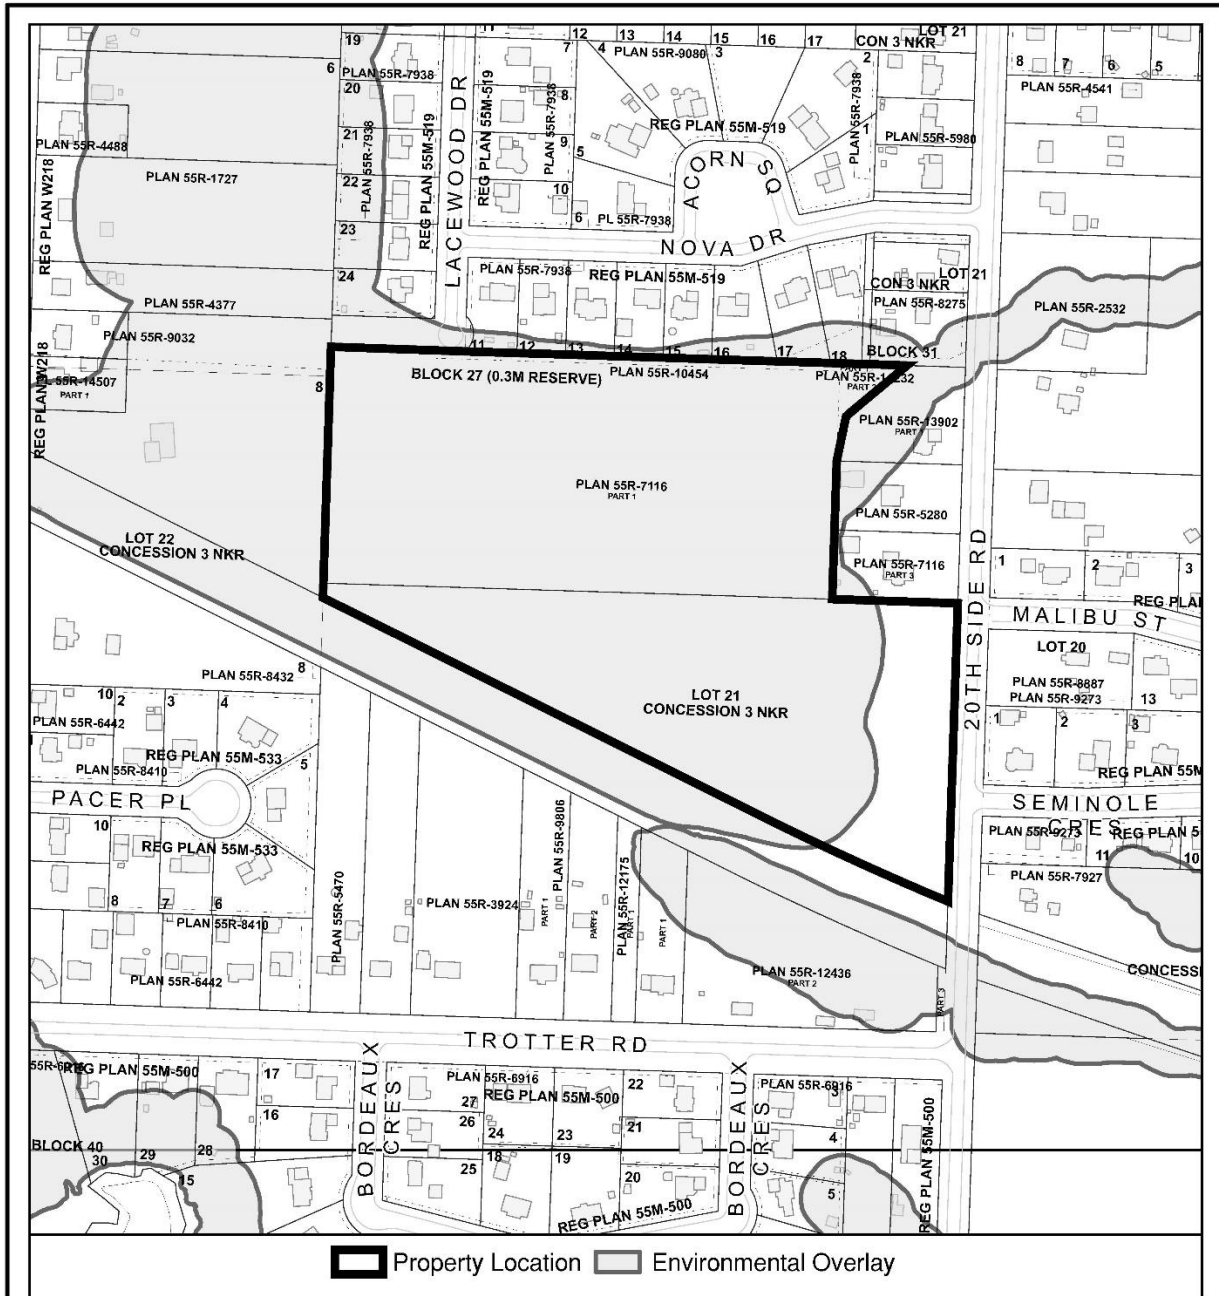 19
11
12
4
PLAN 55R-9080
13
14
15
3
16
17
LOT 21
CON 3 NKR
8
7
6
5
PLAN 55R-4541
6
PLAN 55R-7938
7
2
20
8
21
9
REG PLAN 55M-519
1
PLAN 55R-5980
PLAN 55R-4488
PLAN 55R-1727
PLAN 55R-7938
REG PLAN 55M-519
LACEWOOD DR
REG PLAN 55M-519
PLAN 55R-7938
5
PLAN 55R-7938
ACORN SQ
22
10
23
6
PL 55R-7938
NOVA DR
REG PLAN W218
24
PLAN 55R-7938
REG PLAN 55M-519
LOT 21
CON 3 NKR
PLAN 55R-8275
PLAN 55R-2532
PLAN 55R-4377
PLAN 55R-9032
11
12
13
14
15
16
17
18
BLOCK 31
PLAN 55R-10454
BLOCK 27 (0.3M RESERVE)
8
REG PLAN W218
PART 1
PLAN 55R-13902
PLAN 55R-7116
PART 1
PLAN 55R-5280
LOT 22
CONCESSION 3 NKR
PLAN 55R-7116
PART 3
20TH SIDE RD
1
2
3
MALIBU ST
LOT 20
PLAN 55R-8887
PLAN 55R-9273
13
8
PLAN 55R-8432
LOT 21
CONCESSION 3 NKR
10
2
3
4
PLAN 55R-6442
REG PLAN 55M-533
5
PLAN 55R-8410
PACER PL
1
2
3
REG PLAN 55M
SEMINOLE
CRES
PLAN 55R-9273
REG PLAN 5
11
10
PLAN 55R-7927
10
REG PLAN 55M-533
8
7
6
PLAN 55R-8410
PLAN 55R-6442
PLAN 55R-5470
PLAN 55R-3924
PART 1
PLAN 55R-9806
PART 2
PLAN 55R-12175
PART 1
PART 1
PLAN 55R-12436
PART 2
PART 3
CONCESS
TROTTER RD
REG PLAN 55M-500
17
16
BORDEAUX
CRES
PLAN 55R-6916
REG PLAN 55M-500
27
26
24
23
22
21
25
18
19
20
REG PLAN 55M-500
BORDEAUX
CRES
PLAN 55R-6916
3
4
5
REG PLAN 55M-500
BLOCK 40
30
29
28
15
Property Location
Environmental Overlay